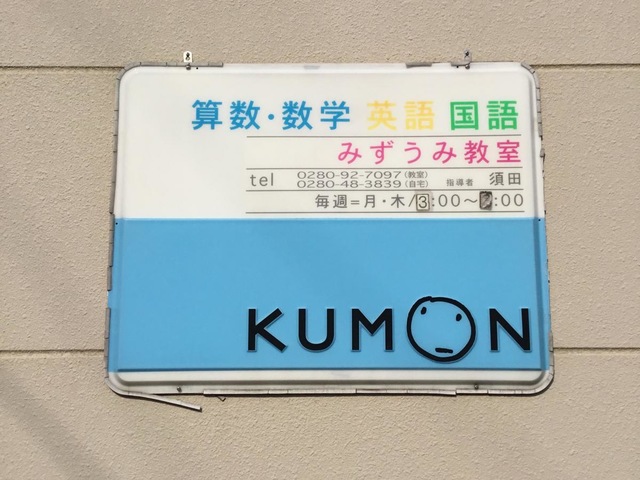 算数・数学 英語 国語
みずうみ教室
tel 0280-92-7097(教室)
0280-48-3839(自宅) 指導者 須田
毎週=月・木/3:00〜:00
KUMON